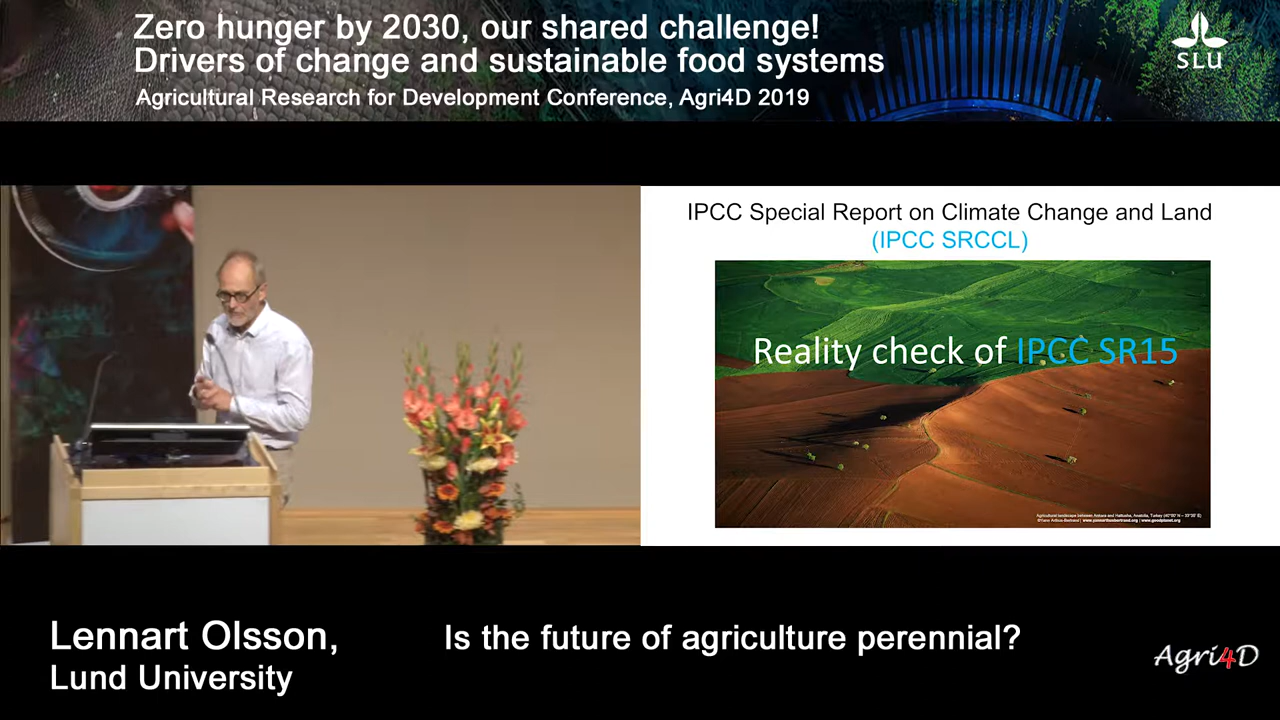 Zero hunger by 2030, our shared challenge!
Drivers of change and sustainable food systems
Agricultural Research for Development Conference, Agri4D 2019
SLU
IPCC Special Report on Climate Change and Land
(IPCC SRCCL)
Reality check of IPCC SR15
Lennart Olsson,
Lund University
Is the future of agriculture perennial?
Agri4D